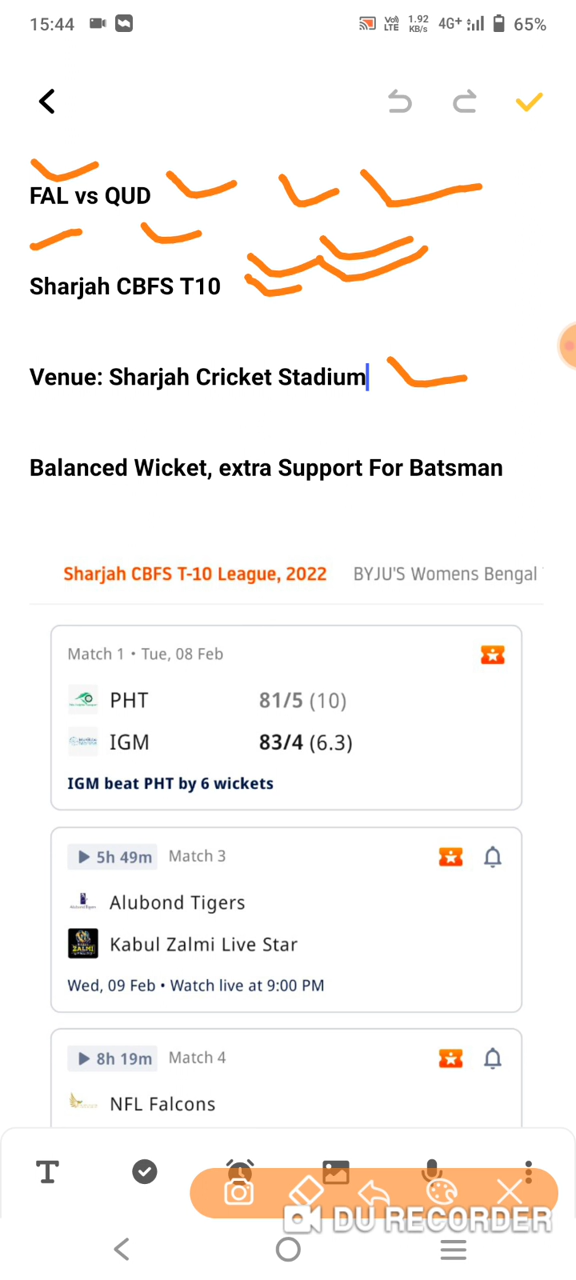 15:44 Vo) LTE 1.92 KB/s 4G+ 65%
FAL vs QUD
Sharjah CBFS T10
Venue: Sharjah Cricket Stadium
Balanced Wicket, extra Support For Batsman
Sharjah CBFS T-10 League, 2022 BYJU'S Womens Bengal
Match 1 • Tue, 08 Feb
PHT 81/5 (10)
IGM 83/4 (6.3)
IGM beat PHT by 6 wickets
5h 49m Match 3
Alubond Tigers
ZALMI Kabul Zalmi Live Star
Wed, 09 Feb • Watch live at 9:00 PM
8h 19m Match 4
NFL Falcons
T
DU RECORDER